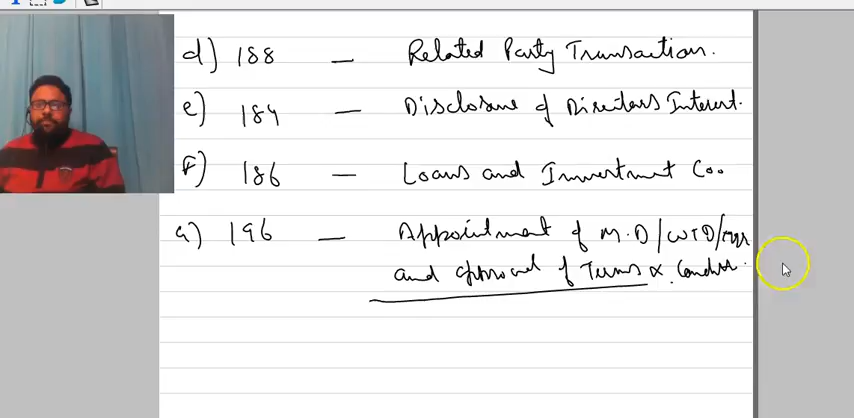 d) 188 — Related Party Transaction.
e) 184 — Disclosure of Directors Interest.
f) 186 — Loans and Investment Co..
G) 196 — Appointment of M.D/WTD/Mgr
and approval of Terms & Condit.